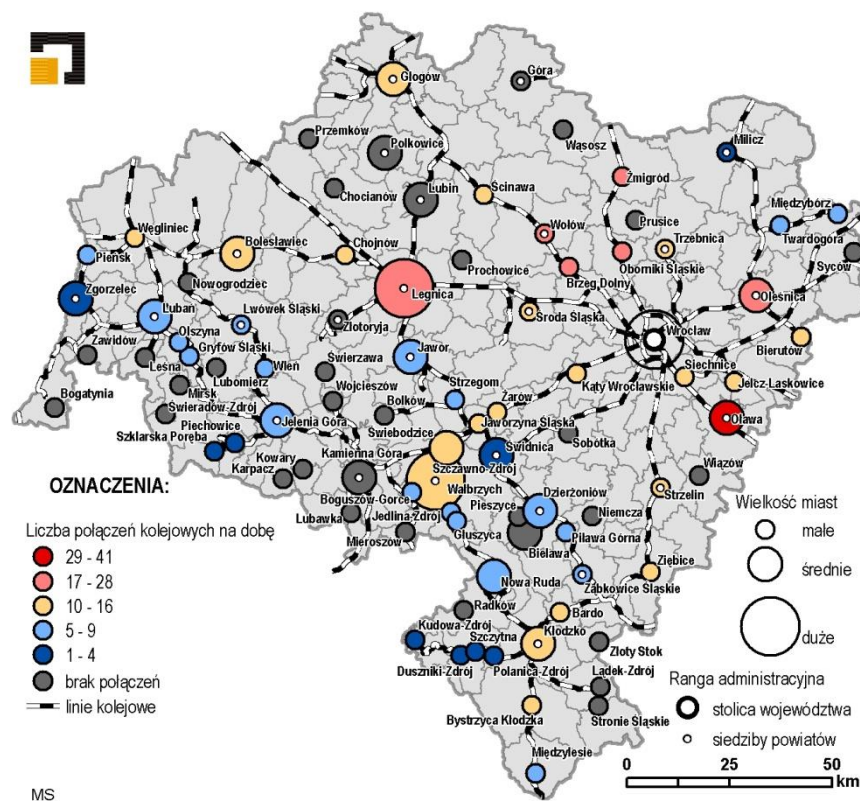 Głogów
Góra
Przemków
Polkowice
Wąsosz
Milicz
Chocianów
Lubin
Ścinawa
Żmigród
Międzybórz
Węgliniec
Bolesławiec
Chojnów
Wołów
Prusice
Trzebnica
Twardogóra
Pieńsk
Prochowice
Oborniki Śląskie
Syców
Zgorzelec
Nowogrodziec
Legnica
Brzeg Dolny
Oleśnica
Lubań
Lwówek Śląski
Złotoryja
Środa Śląska
Wrocław
Zawidów
Olszyna
Gryfów Śląski
Świerzawa
Jawor
Siechnice
Bierutów
Leśna
Lubomierz
Wleń
Wojcieszów
Strzegom
Żarów
Kąty Wrocławskie
Jelcz-Laskowice
Bogatynia
Mirsk
Świeradów-Zdrój
Bolków
Jaworzyna Śląska
Oława
Piechowice
Jelenia Góra
Świebodzice
Szklarska Poręba
Kamienna Góra
Świdnica
Sobótka
Kowary
Karpacz
Szczawno-Zdrój
Wiązów
Wałbrzych
Boguszów-Gorce
Dzierżoniów
Strzelin
Lubawka
Jedlina-Zdrój
Pieszyce
Niemcza
Mieroszów
Głuszyca
Bielawa
Piława Górna
Ziębice
Nowa Ruda
Ząbkowice Śląskie
Radków
Bardo
Kudowa-Zdrój
Szczytna
Kłodzko
Złoty Stok
Duszniki-Zdrój
Polanica-Zdrój
Lądek-Zdrój
Bystrzyca Kłodzka
Stronie Śląskie
Międzylesie
OZNACZENIA:
Liczba połączeń kolejowych na dobę
29 - 41
17 - 28
10 - 16
5 - 9
1 - 4
brak połączeń
linie kolejowe
Wielkość miast
małe
średnie
duże
Ranga administracyjna
stolica województwa
siedziby powiatów
0 25 50
km
MS